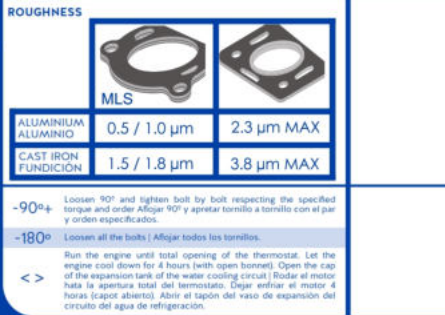 ROUGHNESS
MLS
ALUMINIUM
ALUMINIO
0.5 / 1.0 µm
2.3 µm MAX
CAST IRON
FUNDICIÓN
1.5 / 1.8 µm
3.8 µm MAX
-90º+
Loosen 90º and tighten bolt by bolt respecting the specified
torque and order Aflojar 90º y apretar tornillo a tornillo con el par
y orden especificados.
-180º
Loosen all the bolts | Aflojar todos los tornillos.
< >
Run the engine until total opening of the thermostat. Let the
engine cool down for 4 hours (with open bonnet). Open the cap
of the expansion tank of the water cooling circuit | Rodar el motor
hata la apertura total del termostato. Dejar enfriar el motor 4
horas (capot abierto). Abrir el tapón del vaso de expansión del
circuito del agua de refrigeración.